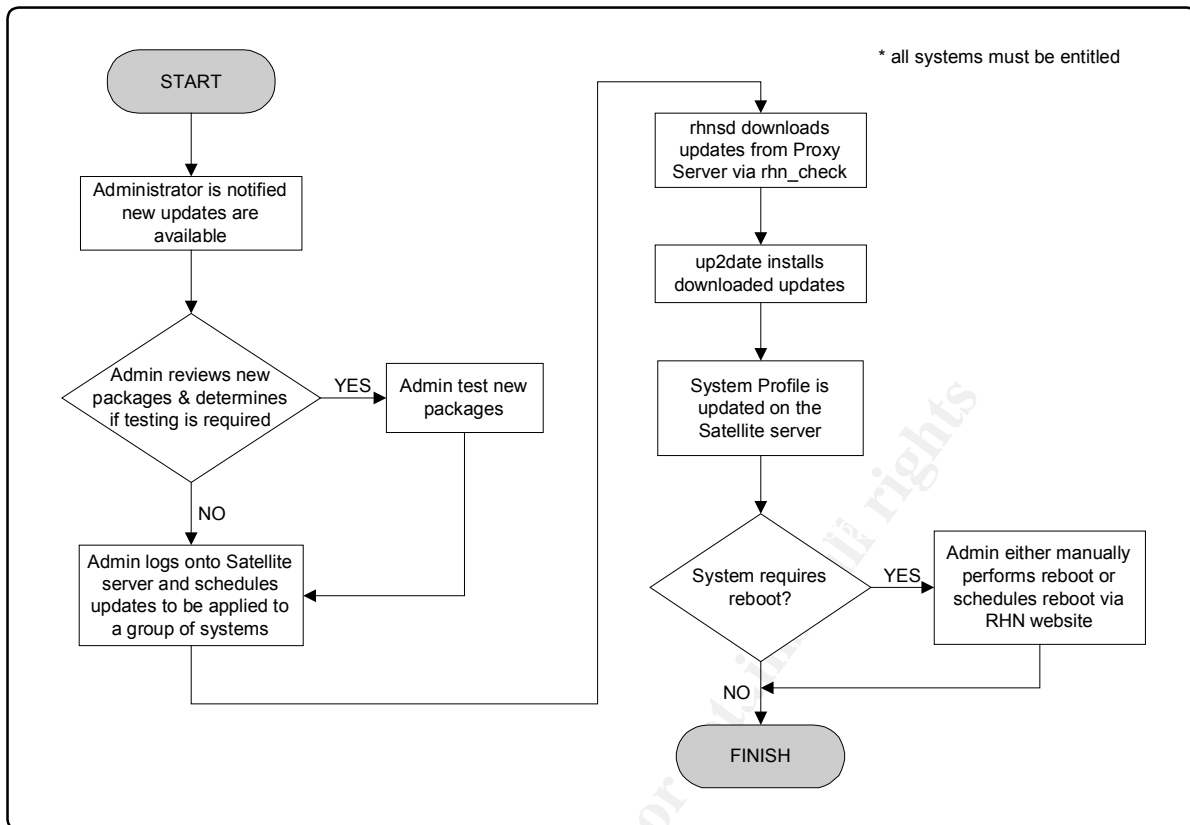 * all systems must be entitled
START
Administrator is notified
new updates are
available
Admin reviews new
packages & determines
if testing is required
YES
Admin test new
packages
NO
Admin logs onto Satellite
server and schedules
updates to be applied to
a group of systems
rhnsd downloads
updates from Proxy
Server via rhn_check
up2date installs
downloaded updates
System Profile is
updated on the
Satellite server
System requires
reboot?
YES
Admin either manually
performs reboot or
schedules reboot via
RHN website
NO
FINISH
rights